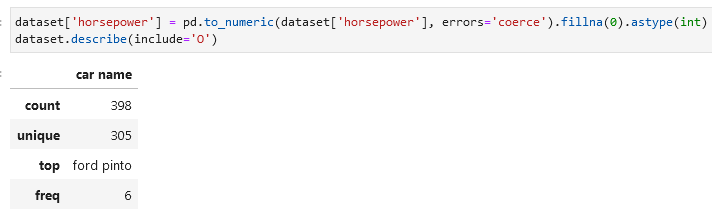 dataset['horsepower'] = pd.to_numeric(dataset['horsepower'], errors='coerce').fillna(0).astype(int)
dataset.describe(include='O')
car name
count 398
unique 305
top ford pinto
freq 6